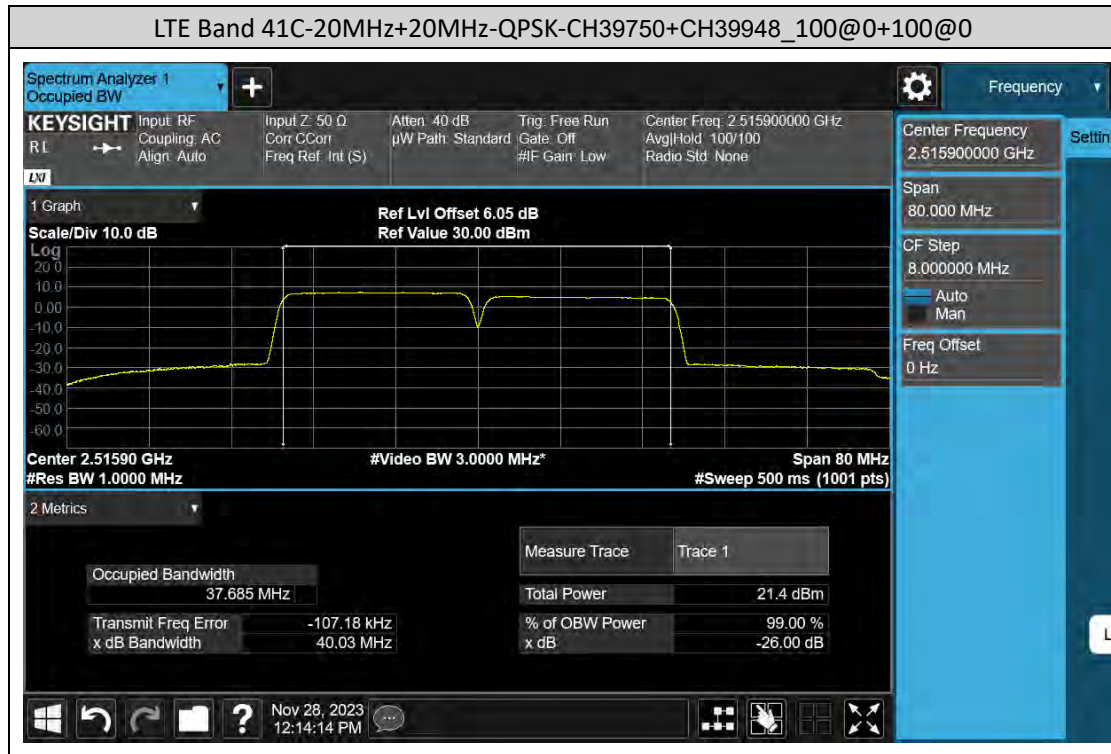 LTE Band 41C-20MHz+20MHz-QPSK-CH39750+CH39948_100@0+100@0
Spectrum Analyzer 1
Occupied BW
+
Frequency
KEYSIGHT
RL
LXI
Input: RF
Coupling: AC
Align: Auto
Input Z: 50 Ω
Corr CCorr
Freq Ref: Int (S)
Atten: 40 dB
µW Path: Standard
Trig: Free Run
Gate: Off
#IF Gain: Low
Center Freq: 2.515900000 GHz
Avg|Hold: 100/100
Radio Std: None
Center Frequency
2.515900000 GHz
Settin
Span
80.000 MHz
CF Step
8.000000 MHz
Auto
Man
Freq Offset
0 Hz
1 Graph
Scale/Div 10.0 dB
Ref Lvl Offset 6.05 dB
Ref Value 30.00 dBm
Log
20.0
10.0
0.00
-10.0
-20.0
-30.0
-40.0
-50.0
-60.0
Center 2.51590 GHz
#Video BW 3.0000 MHz*
Span 80 MHz
#Res BW 1.0000 MHz
#Sweep 500 ms (1001 pts)
2 Metrics
Measure Trace Trace 1
Occupied Bandwidth
37.685 MHz
Total Power 21.4 dBm
Transmit Freq Error -107.18 kHz
% of OBW Power 99.00 %
x dB Bandwidth 40.03 MHz
x dB -26.00 dB
L
?
Nov 28, 2023
12:14:14 PM